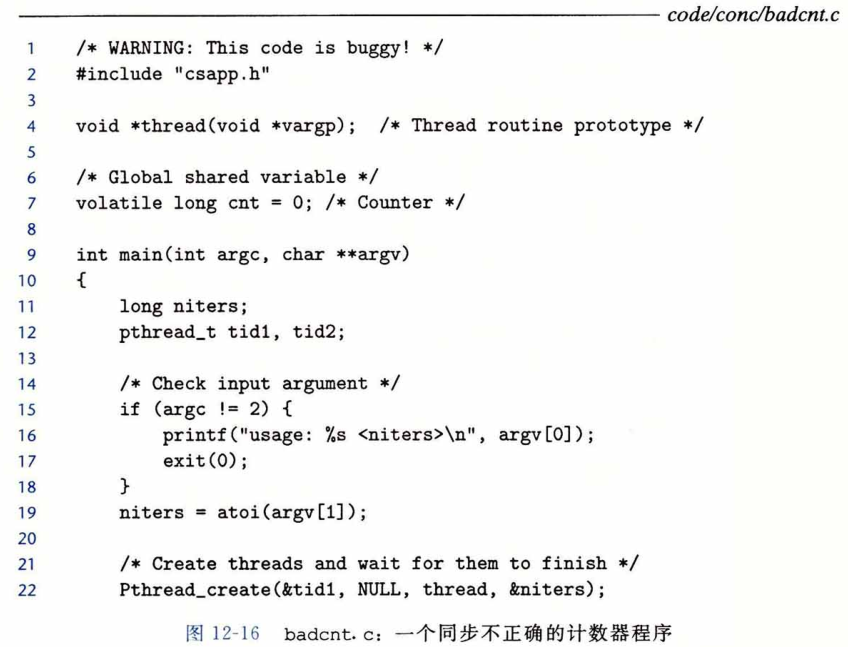 code/conc/badcnt.c
1 /* WARNING: This code is buggy! */
2 #include "csapp.h"
3
4 void *thread(void *vargp); /* Thread routine prototype */
5
6 /* Global shared variable */
7 volatile long cnt = 0; /* Counter */
8
9 int main(int argc, char **argv)
10 {
11 long niters;
12 pthread_t tid1, tid2;
13
14 /* Check input argument */
15 if (argc != 2) {
16 printf("usage: %s <niters>\n", argv[0]);
17 exit(0);
18 }
19 niters = atoi(argv[1]);
20
21 /* Create threads and wait for them to finish */
22 Pthread_create(&tid1, NULL, thread, &niters);
图 12-16 badcnt.c：一个同步不正确的计数器程序